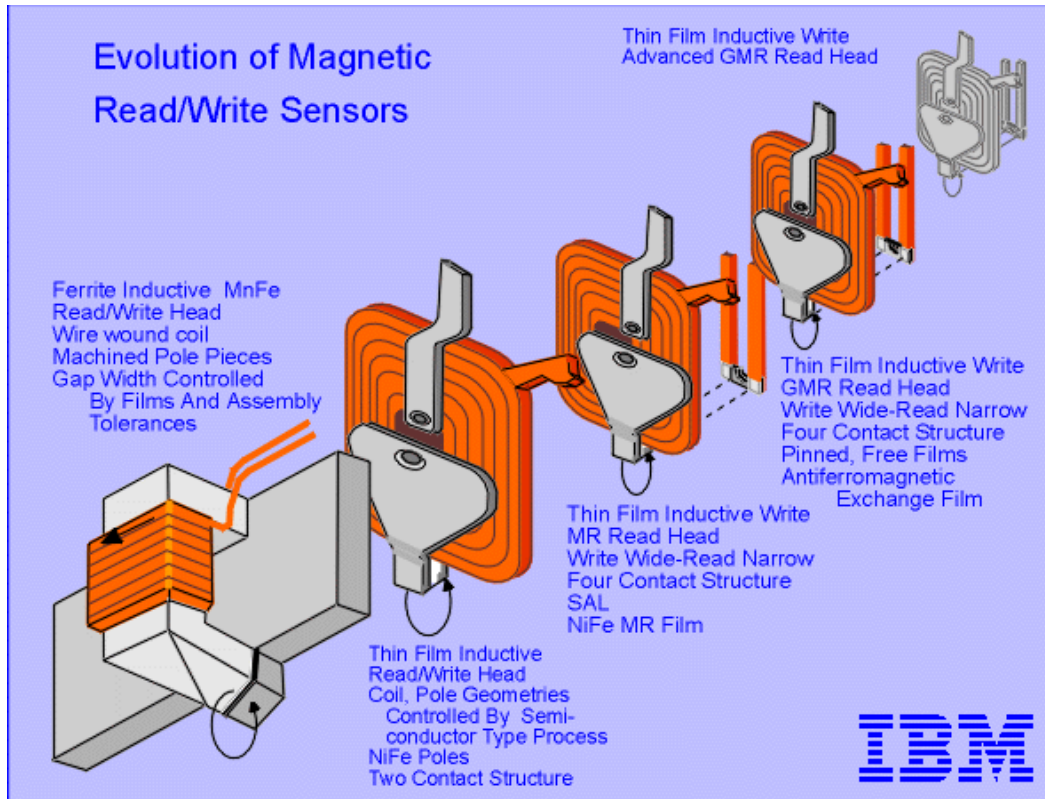 Evolution of Magnetic
Read/Write Sensors
Thin Film Inductive Write
Advanced GMR Read Head
Ferrite Inductive MnFe
Read/Write Head
Wire wound coil
Machined Pole Pieces
Gap Width Controlled
By Films And Assembly
Tolerances
Thin Film Inductive Write
GMR Read Head
Write Wide-Read Narrow
Four Contact Structure
Pinned, Free Films
Antiferromagnetic
Exchange Film
Thin Film Inductive Write
MR Read Head
Write Wide-Read Narrow
Four Contact Structure
SAL
NiFe MR Film
Thin Film Inductive
Read/Write Head
Coil, Pole Geometries
Controlled By Semi-
conductor Type Process
NiFe Poles
Two Contact Structure
IBM